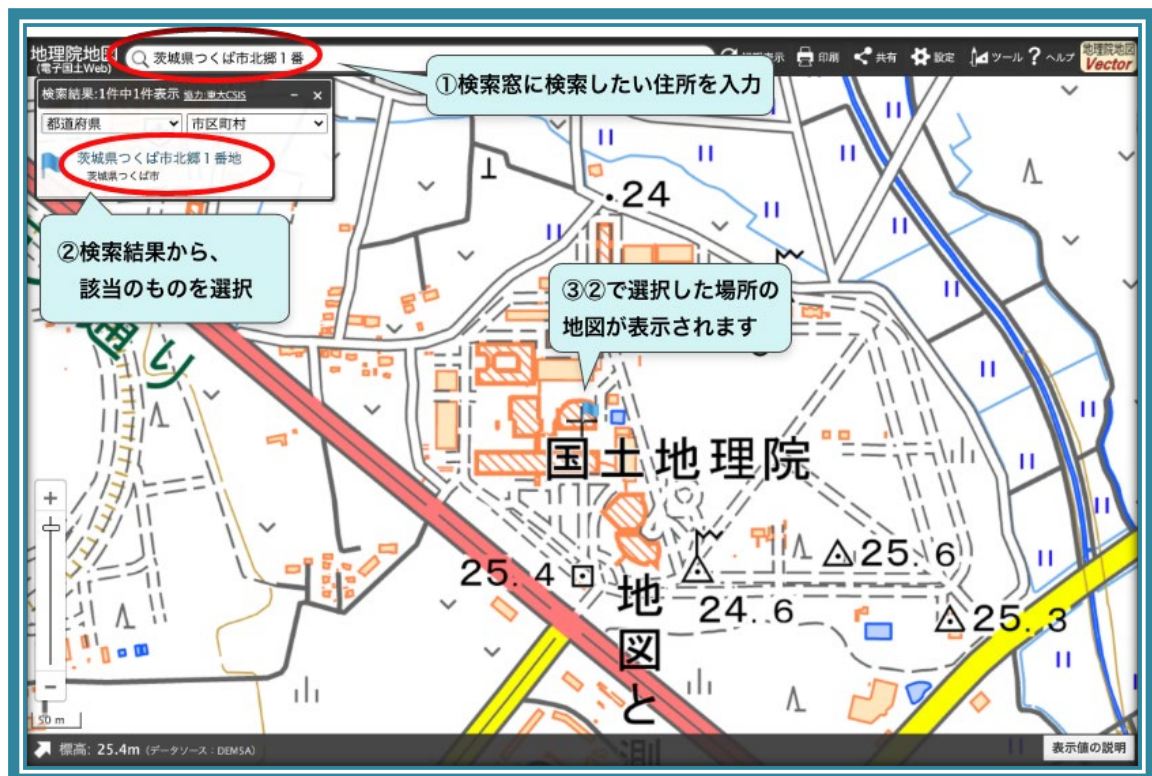 地理院地図
(電子国土Web)
茨城県つくば市北郷1番
印刷
共有
設定
ツール
ヘルプ
地理院地図
Vector
検索結果:1件中1件表示 協力:東大CSIS
都道府県
市区町村
茨城県つくば市北郷1番地
茨城県つくば市
①検索窓に検索したい住所を入力
②検索結果から、
該当のものを選択
③②で選択した場所の
地図が表示されます
24
通り
国土地理院
25.4
24.6
25.6
25.3
地図と測
50 m
標高: 25.4m (データソース:DEM5A)
表示値の説明